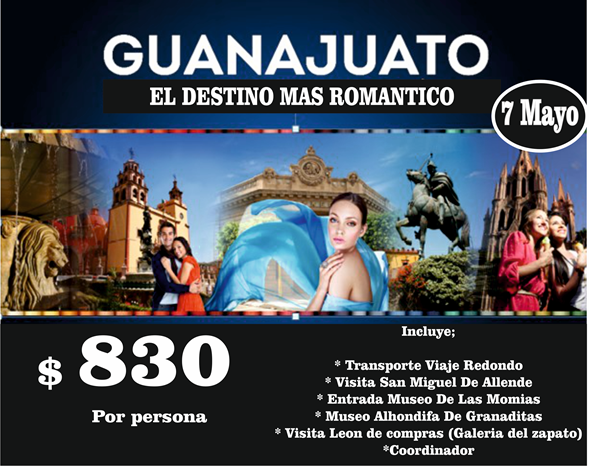 GUANAJUATO
EL DESTINO MAS ROMANTICO
7 Mayo
$ 830
Por persona
Incluye;
* Transporte Viaje Redondo
* Visita San Miguel De Allende
* Entrada Museo De Las Momias
* Museo Alhondifa De Granaditas
* Visita Leon de compras (Galeria del zapato)
*Coordinador